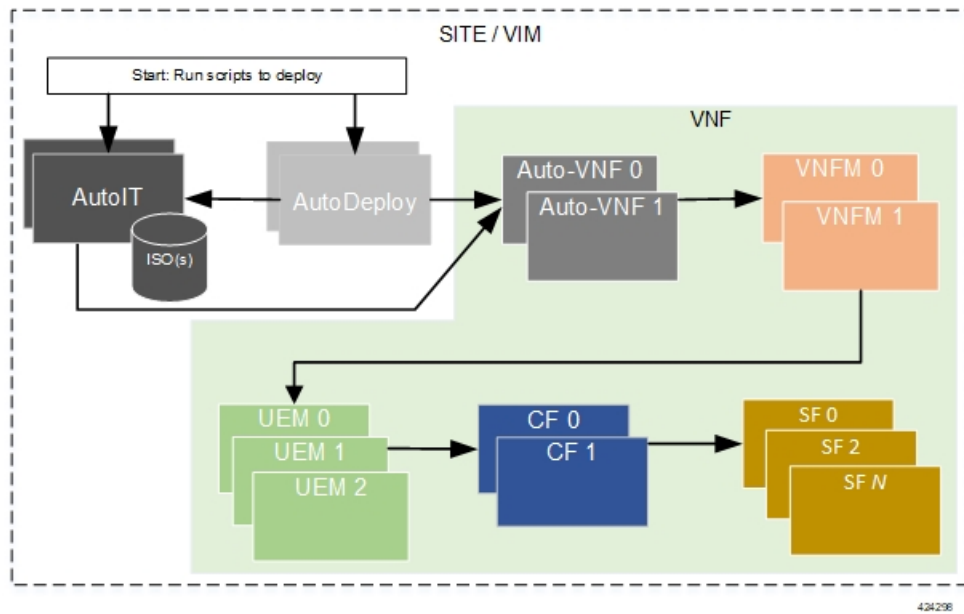 SITE / VIM
Start: Run scripts to deploy
VNF
AutoIT
ISO(s)
AutoDeploy
Auto-VNF 0
Auto-VNF 1
VNFM 0
VNFM 1
UEM 0
UEM 1
UEM 2
CF 0
CF 1
SF 0
SF 2
SF N
424298